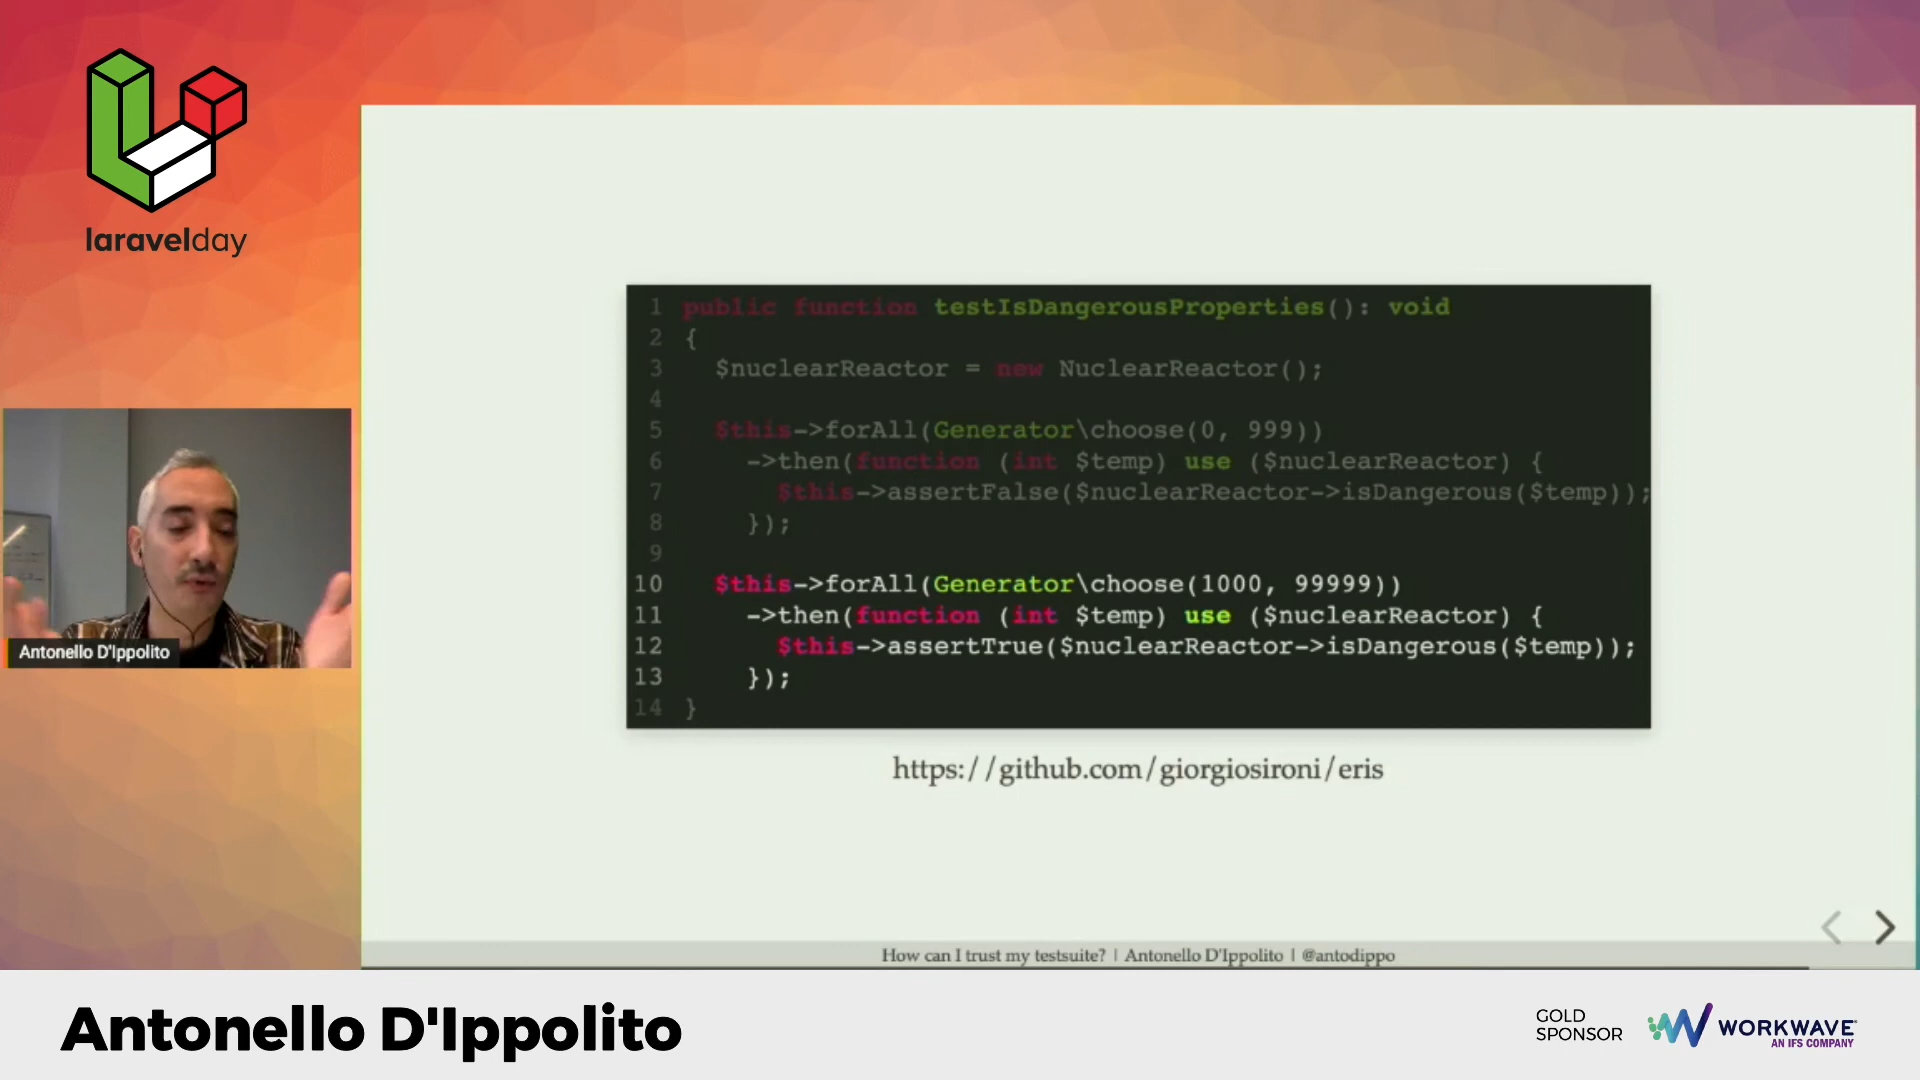 laravelday
1 public function testIsDangerousProperties(): void
2 {
3 $nuclearReactor = new NuclearReactor();
4
5 $this->forAll(Generator\choose(0, 999))
6 ->then(function (int $temp) use ($nuclearReactor) {
7 $this->assertFalse($nuclearReactor->isDangerous($temp));
8 });
9
10 $this->forAll(Generator\choose(1000, 99999))
11 ->then(function (int $temp) use ($nuclearReactor) {
12 $this->assertTrue($nuclearReactor->isDangerous($temp));
13 });
14 }
https://github.com/giorgiosironi/eris
Antonello D'Ippolito
How can I trust my testsuite? | Antonello D'Ippolito | @antodippo
Antonello D'Ippolito
GOLD
SPONSOR
WORKWAVE
AN IFS COMPANY